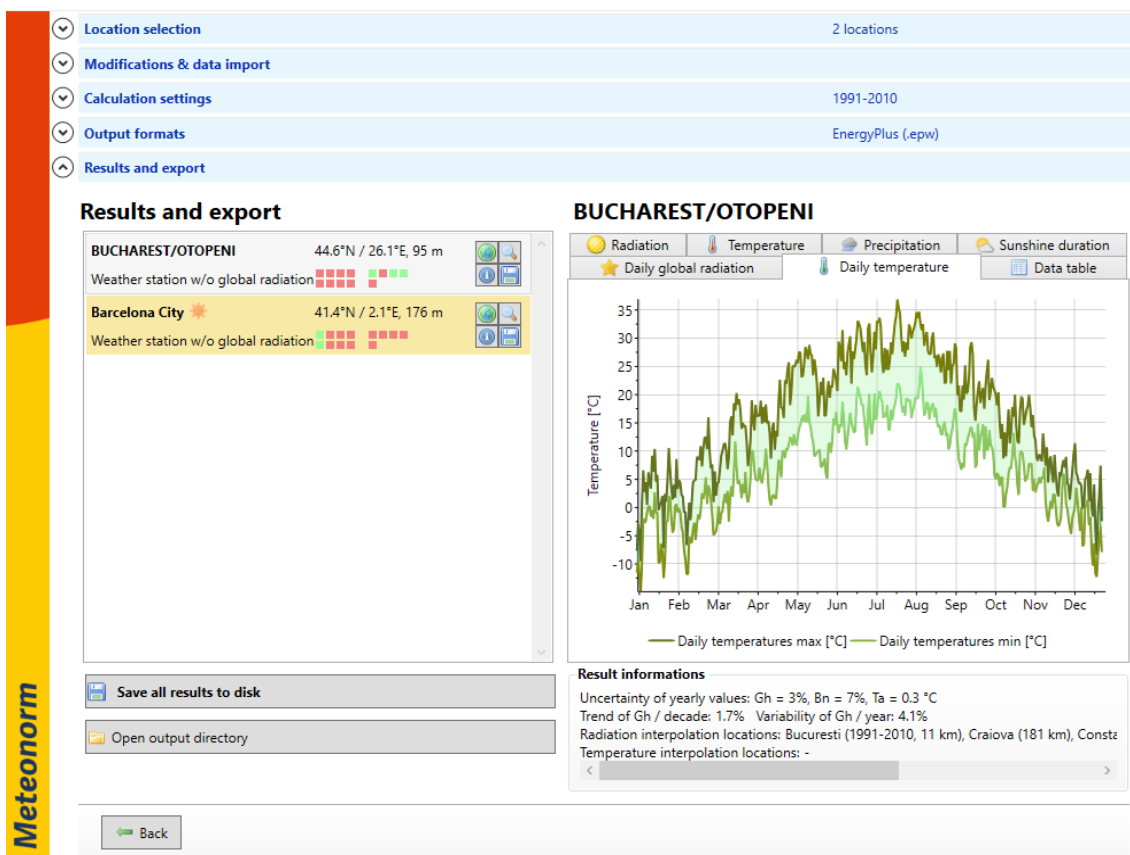 Location selection 2 locations
Modifications & data import
Calculation settings 1991-2010
Output formats EnergyPlus (.epw)
Results and export
Results and export
BUCHAREST/OTOPENI 44.6°N / 26.1°E, 95 m
Weather station w/o global radiation
Barcelona City 41.4°N / 2.1°E, 176 m
Weather station w/o global radiation
Save all results to disk
Open output directory
BUCHAREST/OTOPENI
Radiation Temperature Precipitation Sunshine duration
Daily global radiation Daily temperature Data table
Temperature [°C]
35
30
25
20
15
10
5
0
-5
-10
Jan Feb Mar Apr May Jun Jul Aug Sep Oct Nov Dec
Daily temperatures max [°C] Daily temperatures min [°C]
Result informations
Uncertainty of yearly values: Gh = 3%, Bn = 7%, Ta = 0.3 °C
Trend of Gh / decade: 1.7% Variability of Gh / year: 4.1%
Radiation interpolation locations: Bucuresti (1991-2010, 11 km), Craiova (181 km), Consta
Temperature interpolation locations: -
Back
Meteonorm